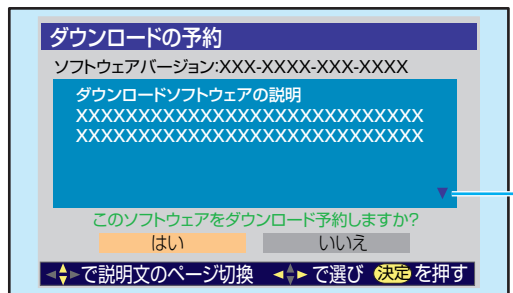 ダウンロードの予約
ソフトウェアバージョン:XXX-XXXX-XXX-XXXX
ダウンロードソフトウェアの説明
XXXXXXXXXXXXXXXXXXXXXXXXXXXX
XXXXXXXXXXXXXXXXXXXXXXXXXXXX
このソフトウェアをダウンロード予約しますか?
はい いいえ
で説明文のページ切換 で選び 決定 を押す